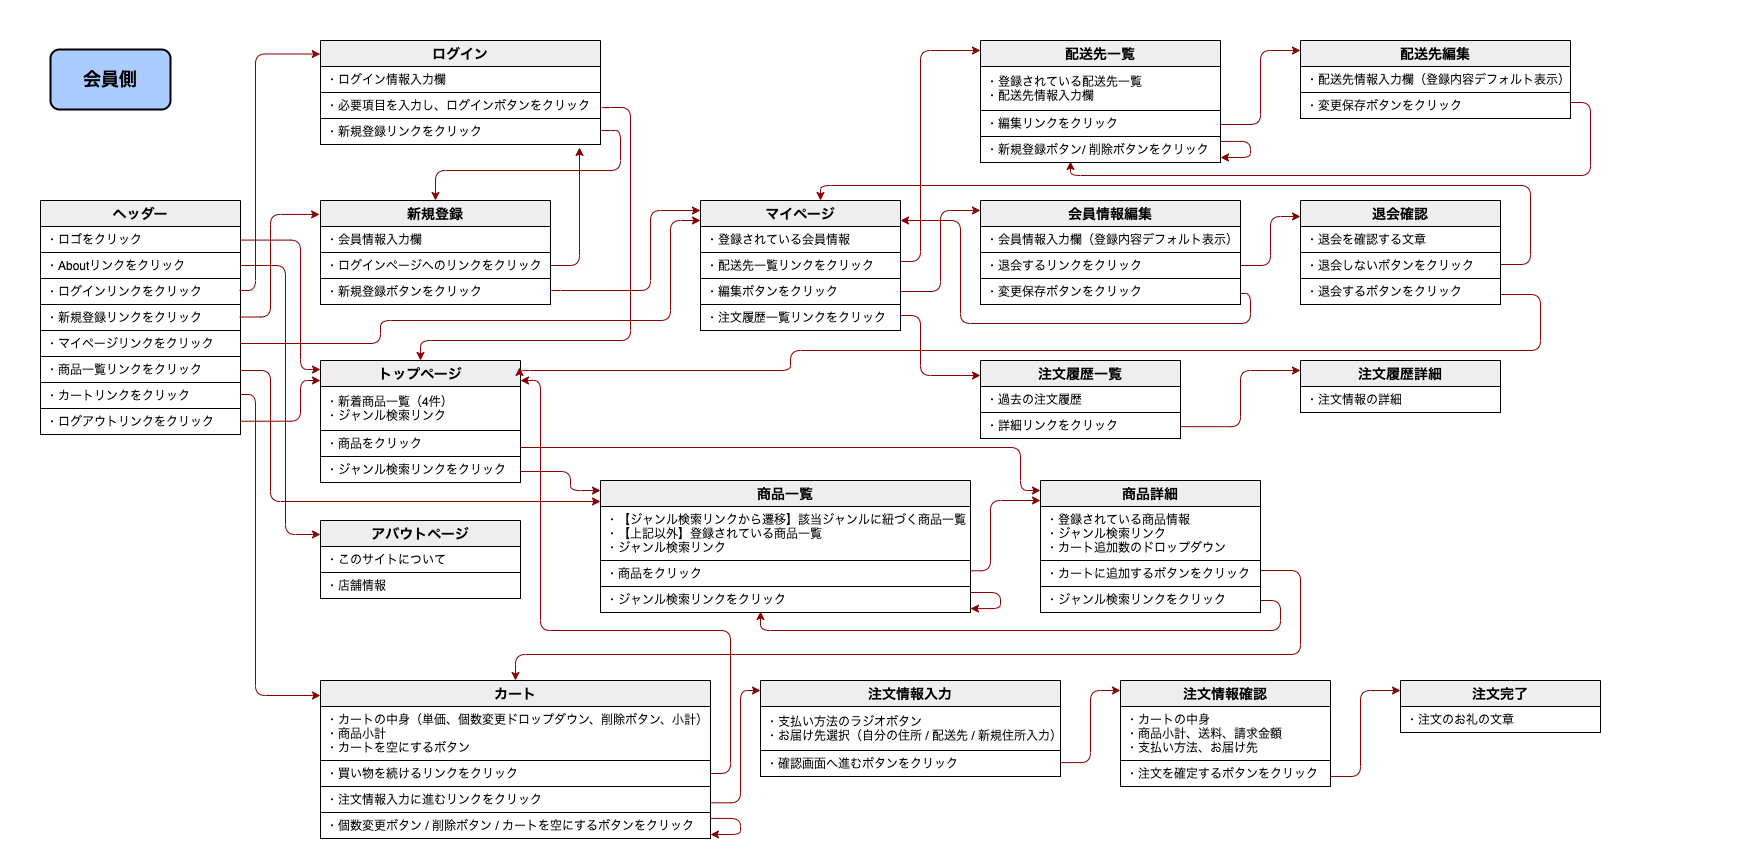 会員側
ログイン
・ログイン情報入力欄
・必要項目を入力し、ログインボタンをクリック
・新規登録リンクをクリック
配送先一覧
・登録されている配送先一覧
・配送先情報入力欄
・編集リンクをクリック
・新規登録ボタン/ 削除ボタンをクリック
配送先編集
・配送先情報入力欄（登録内容デフォルト表示）
・変更保存ボタンをクリック
ヘッダー
・ロゴをクリック
・Aboutリンクをクリック
・ログインリンクをクリック
・新規登録リンクをクリック
・マイページリンクをクリック
・商品一覧リンクをクリック
・カートリンクをクリック
・ログアウトリンクをクリック
新規登録
・会員情報入力欄
・ログインページへのリンクをクリック
・新規登録ボタンをクリック
マイページ
・登録されている会員情報
・配送先一覧リンクをクリック
・編集ボタンをクリック
・注文履歴一覧リンクをクリック
会員情報編集
・会員情報入力欄（登録内容デフォルト表示）
・退会するリンクをクリック
・変更保存ボタンをクリック
退会確認
・退会を確認する文章
・退会しないボタンをクリック
・退会するボタンをクリック
トップページ
・新着商品一覧（4件）
・ジャンル検索リンク
・商品をクリック
・ジャンル検索リンクをクリック
注文履歴一覧
・過去の注文履歴
・詳細リンクをクリック
注文履歴詳細
・注文情報の詳細
アバウトページ
・このサイトについて
・店舗情報
商品一覧
・【ジャンル検索リンクから遷移】該当ジャンルに紐づく商品一覧
・【上記以外】登録されている商品一覧
・ジャンル検索リンク
・商品をクリック
・ジャンル検索リンクをクリック
商品詳細
・登録されている商品情報
・ジャンル検索リンク
・カート追加数のドロップダウン
・カートに追加するボタンをクリック
・ジャンル検索リンクをクリック
カート
・カートの中身（単価、個数変更ドロップダウン、削除ボタン、小計）
・商品小計
・カートを空にするボタン
・買い物を続けるリンクをクリック
・注文情報入力に進むリンクをクリック
・個数変更ボタン / 削除ボタン / カートを空にするボタンをクリック
注文情報入力
・支払い方法のラジオボタン
・お届け先選択（自分の住所 / 配送先 / 新規住所入力）
・確認画面へ進むボタンをクリック
注文情報確認
・カートの中身
・商品小計、送料、請求金額
・支払い方法、お届け先
・注文を確定するボタンをクリック
注文完了
・注文のお礼の文章